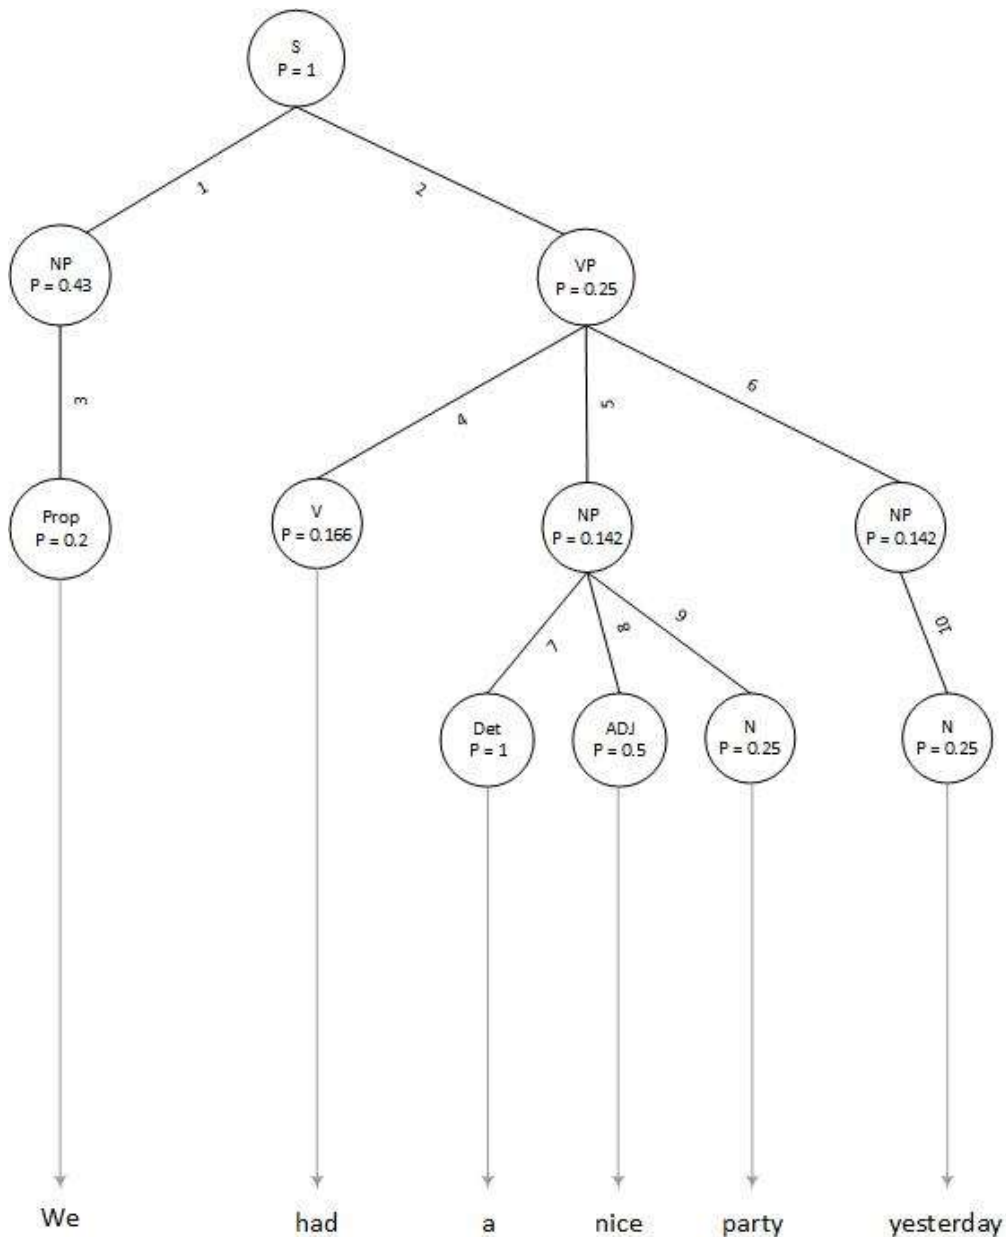 S
P = 1
1
2
NP
P = 0.43
VP
P = 0.25
3
4
5
6
Prop
P = 0.2
V
P = 0.166
NP
P = 0.142
NP
P = 0.142
7
8
9
10
Det
P = 1
ADJ
P = 0.5
N
P = 0.25
N
P = 0.25
We had a nice party yesterday